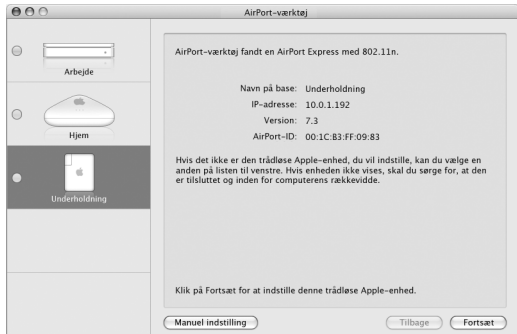 AirPort-værktøj
Arbejde
Hjem
Underholdning
AirPort-værktøj fandt en AirPort Express med 802.11n.
Navn på base: Underholdning
IP-adresse: 10.0.1.192
Version: 7.3
AirPort-ID: 00:1C:B3:FF:09:83
Hvis det ikke er den trådløse Apple-enhed, du vil indstille, kan du vælge en
anden på listen til venstre. Hvis enheden ikke vises, skal du sørge for, at den
er tilsluttet og inden for computerens rækkevidde.
Klik på Fortsæt for at indstille denne trådløse Apple-enhed.
Manuel indstilling
Tilbage
Fortsæt